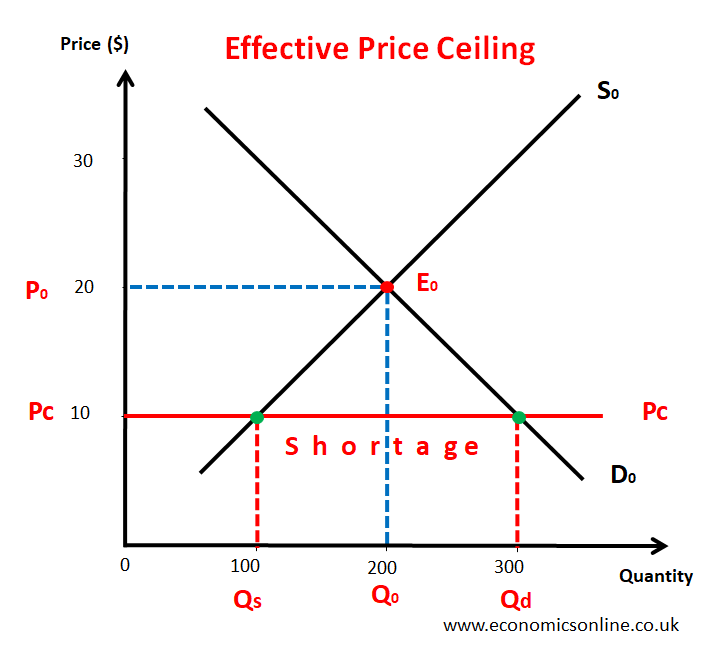 Effective Price Ceiling
Price ($)
S₀
30
P₀ 20 E₀
Pc 10 Pc
Shortage
D₀
0 100 200 300 Quantity
Qs Q₀ Qd
www.economicsonline.co.uk